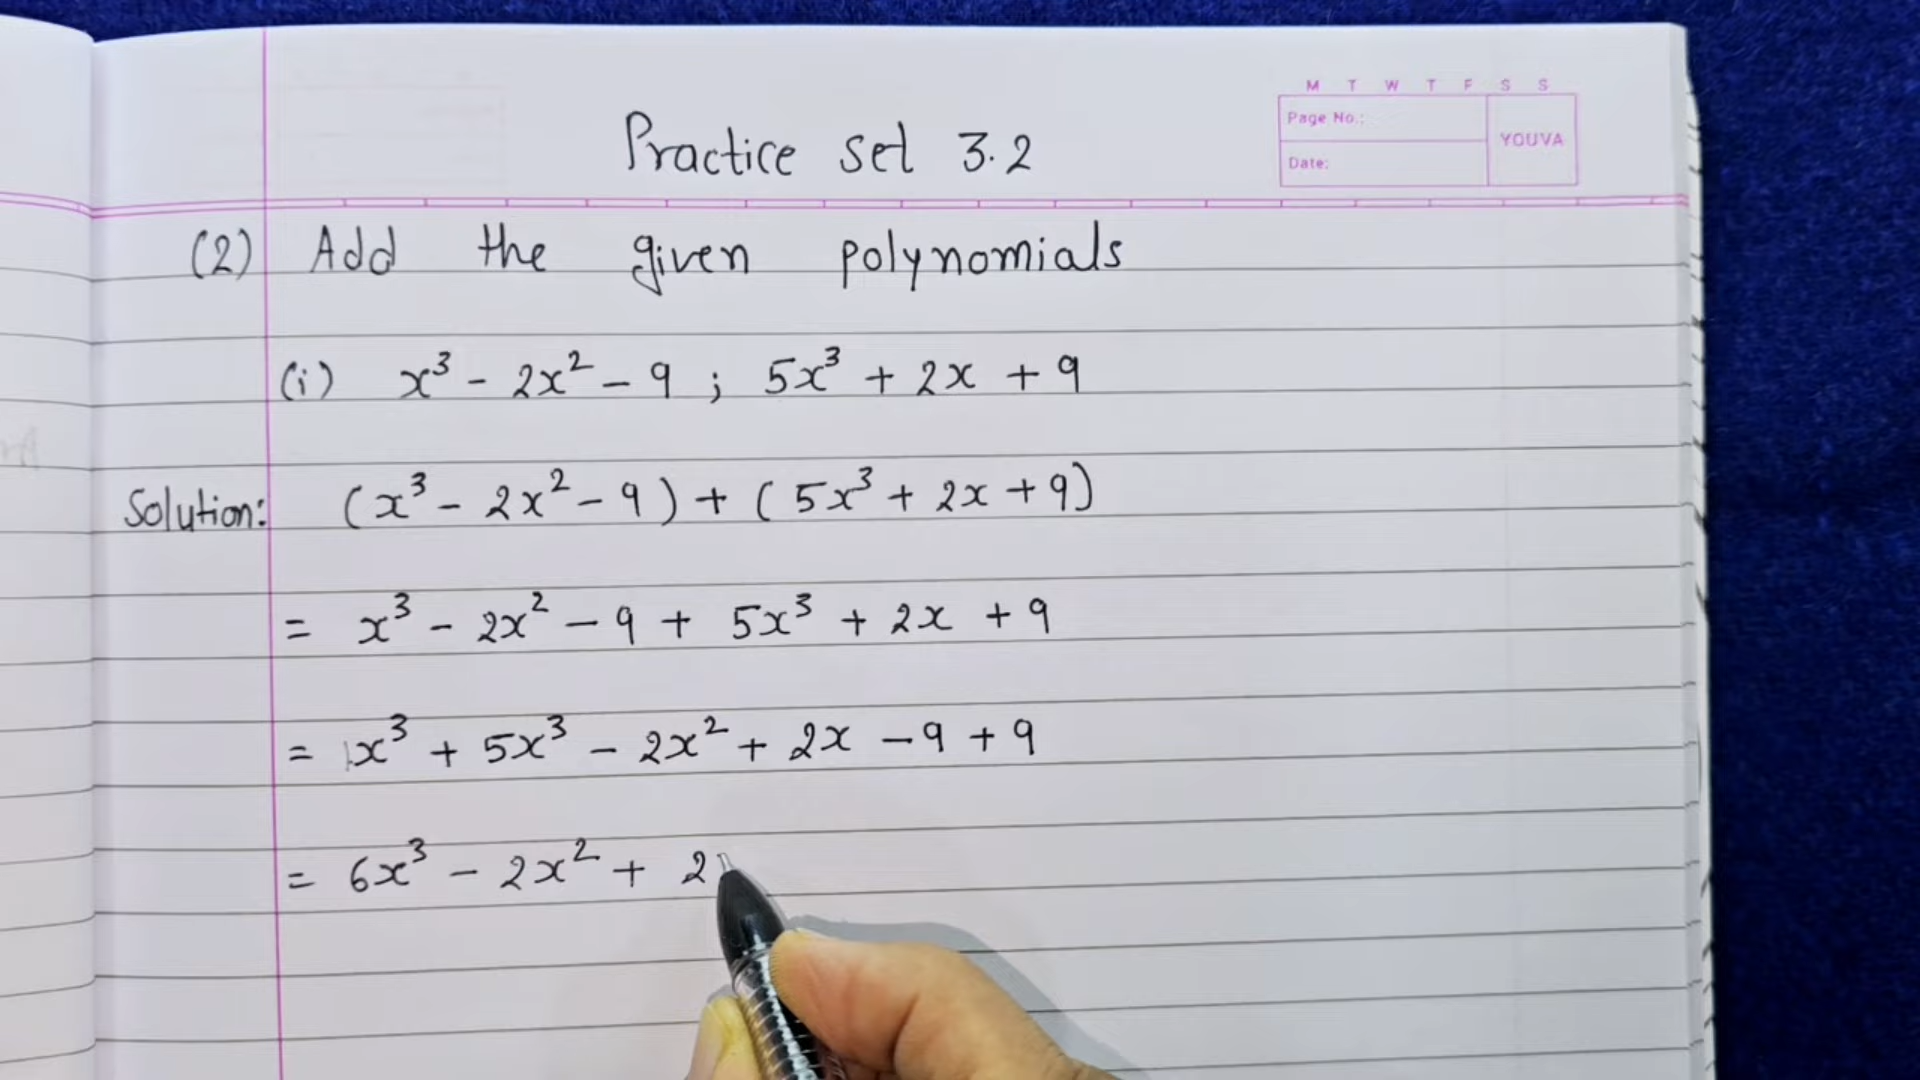 M T W T F S S
Page No.:
YOUVA
Date:
Practice set 3.2
(2) Add the given polynomials
(i) x³ - 2x² - 9 ; 5x³ + 2x + 9
Solution: (x³ - 2x² - 9) + (5x³ + 2x + 9)
= x³ - 2x² - 9 + 5x³ + 2x + 9
= 1x³ + 5x³ - 2x² + 2x - 9 + 9
= 6x³ - 2x² + 2